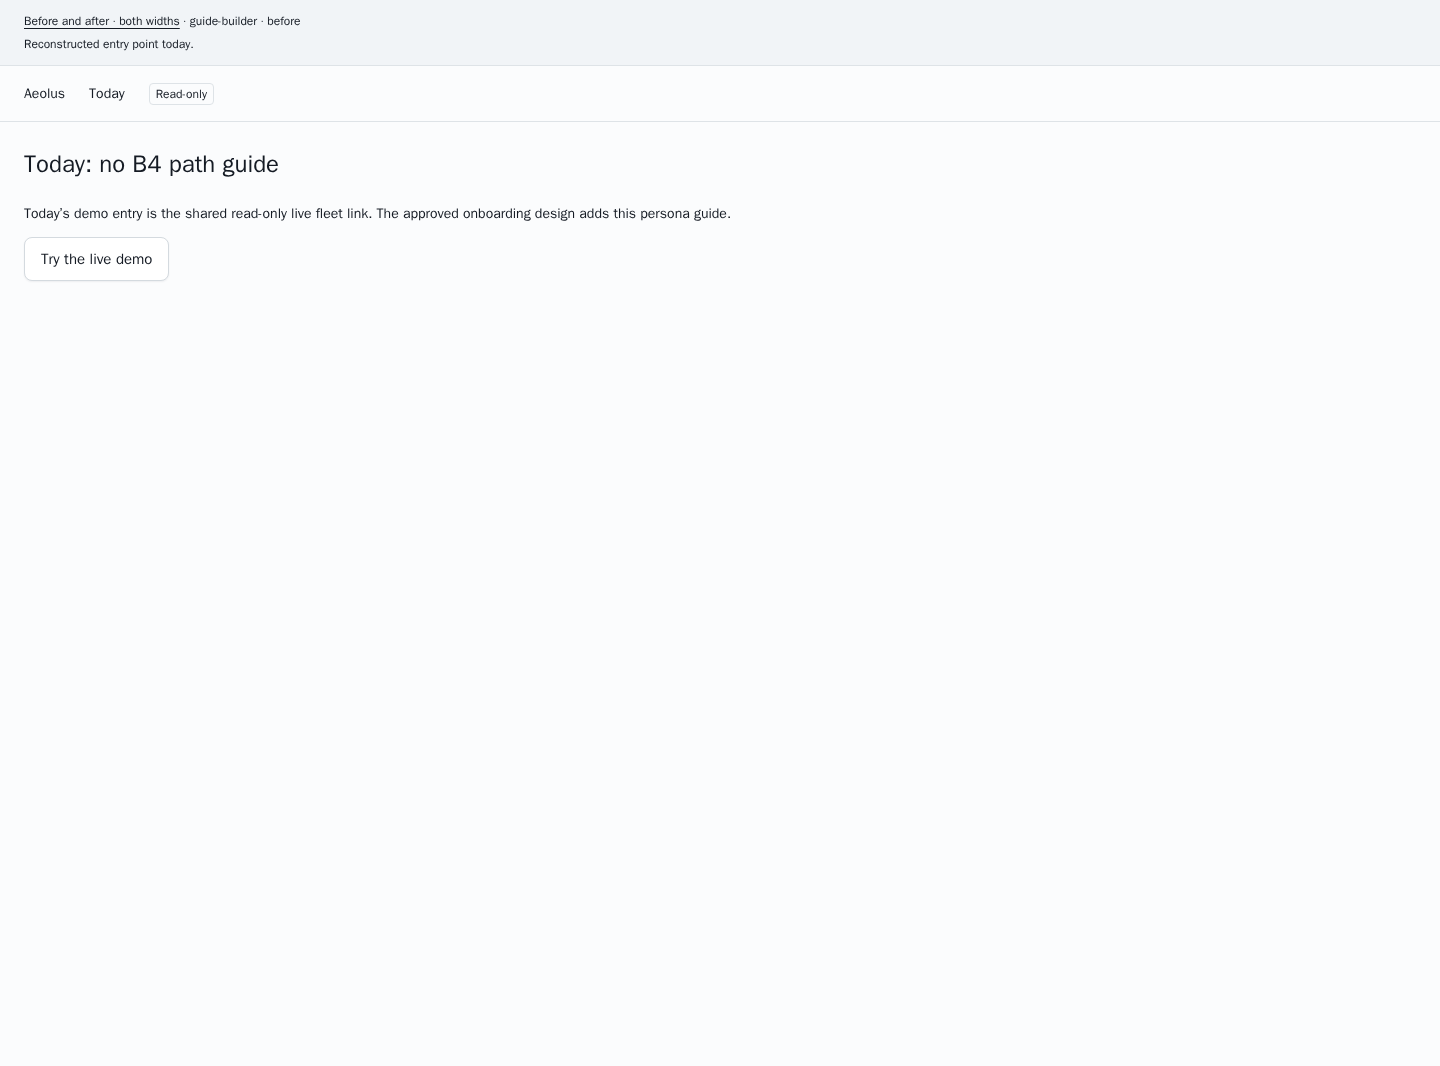 Before and after · both widths · guide-builder · before
Reconstructed entry point today.
Aeolus Today Read-only
Today: no B4 path guide
Today’s demo entry is the shared read-only live fleet link. The approved onboarding design adds this persona guide.
Try the live demo